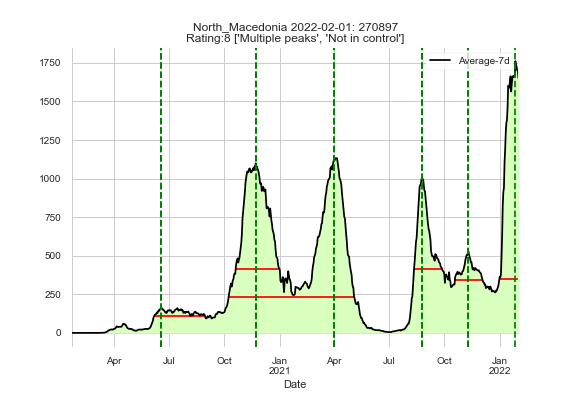 North_Macedonia 2022-02-01: 270897
Rating:8 ['Multiple peaks', 'Not in control']
Average-7d
1750
1500
1250
1000
750
500
250
0
Apr Jul Oct Jan Apr Jul Oct Jan
2021 2022
Date